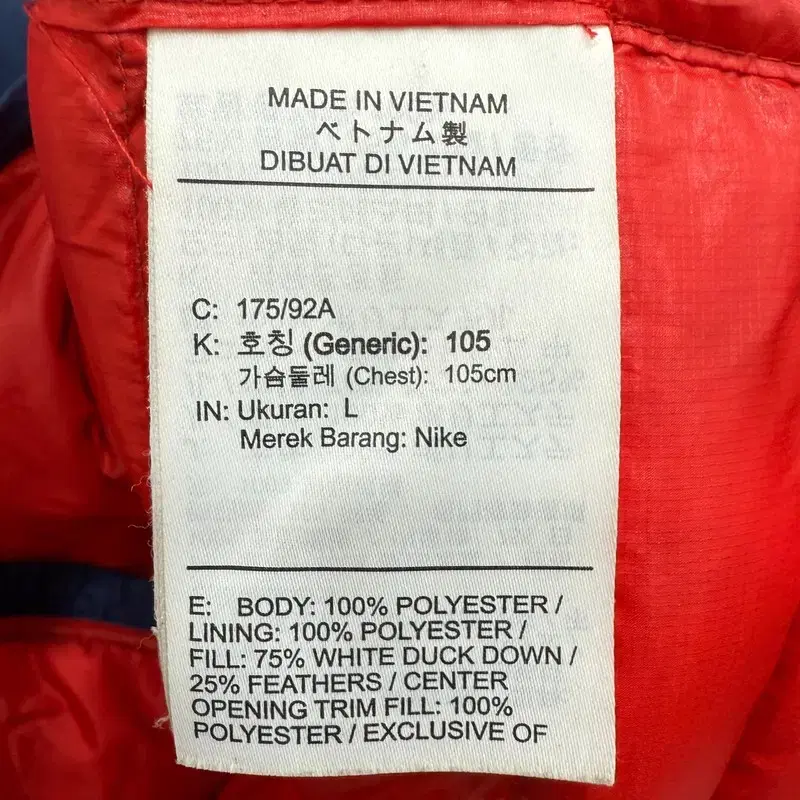 MADE IN VIETNAM
ベトナム製
DIBUAT DI VIETNAM
C: 175/92A
K: 호칭 (Generic): 105
가슴둘레 (Chest): 105cm
IN: Ukuran: L
Merek Barang: Nike
E: BODY: 100% POLYESTER /
LINING: 100% POLYESTER /
FILL: 75% WHITE DUCK DOWN /
25% FEATHERS / CENTER
OPENING TRIM FILL: 100%
POLYESTER / EXCLUSIVE OF